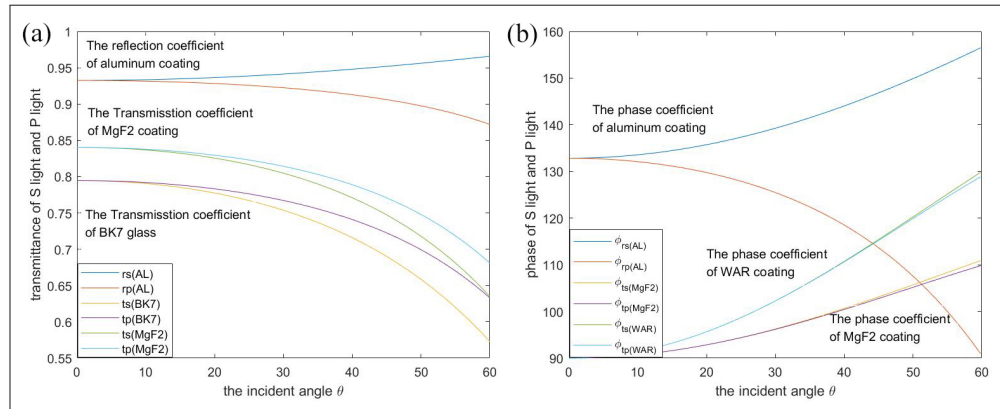 (a)
1
0.95
0.9
0.85
0.8
0.75
0.7
0.65
0.6
0.55
transmittance of S light and P light
The reflection coefficient
of aluminum coating
The Transmisstion coefficient
of MgF2 coating
The Transmisstion coefficient
of BK7 glass
rs(AL)
rp(AL)
ts(BK7)
tp(BK7)
ts(MgF2)
tp(MgF2)
0 10 20 30 40 50 60
the incident angle θ
(b)
160
150
140
130
120
110
100
90
phase of S light and P light
The phase coefficient
of aluminum coating
The phase coefficient
of WAR coating
The phase coefficient
of MgF2 coating
ϕrs(AL)
ϕrp(AL)
ϕts(MgF2)
ϕtp(MgF2)
ϕts(WAR)
ϕtp(WAR)
0 10 20 30 40 50 60
the incident angle θ